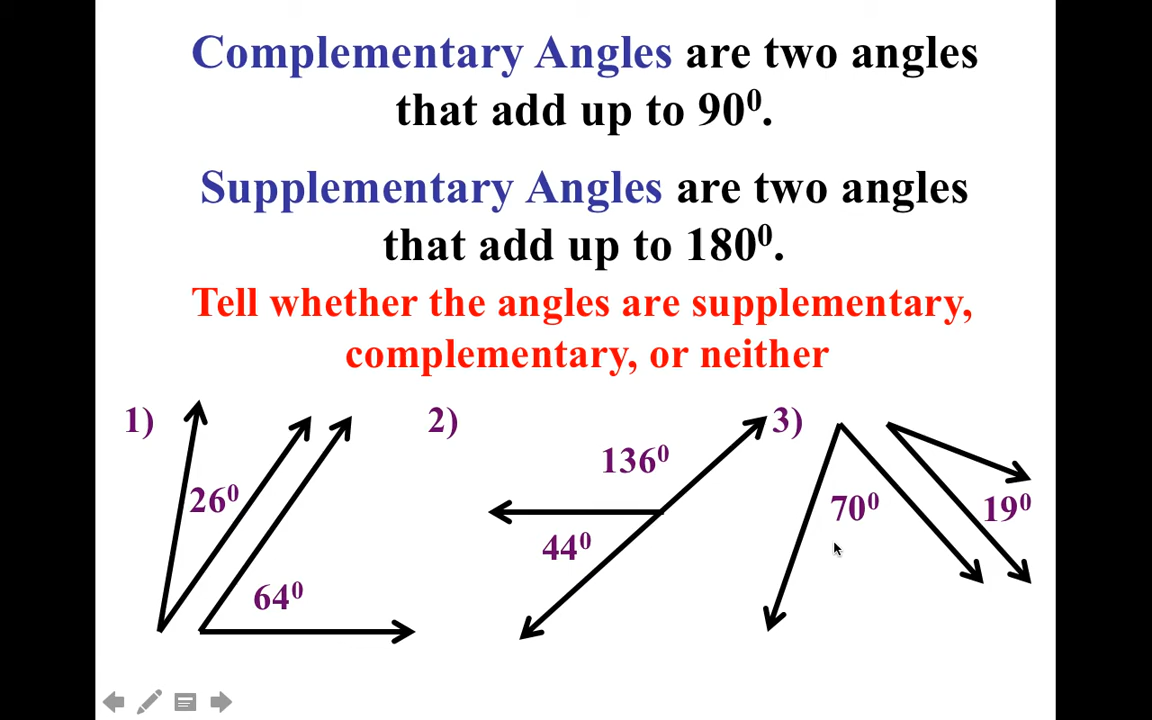 Complementary Angles are two angles
that add up to 90⁰.
Supplementary Angles are two angles
that add up to 180⁰.
Tell whether the angles are supplementary,
complementary, or neither
1)
26⁰
64⁰
2)
136⁰
44⁰
3)
70⁰
19⁰